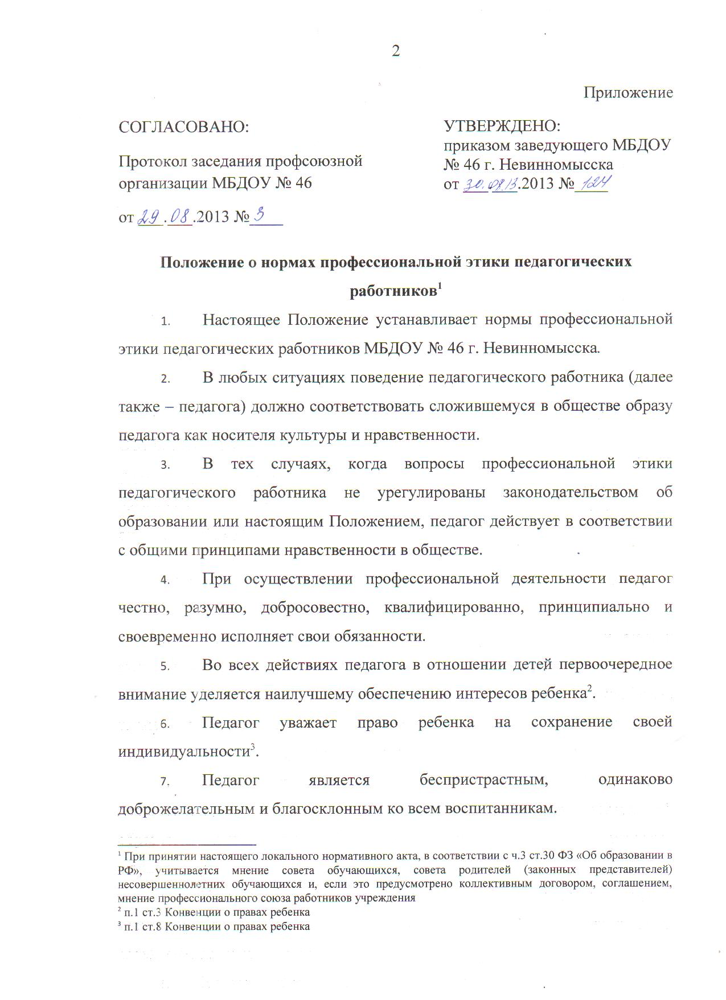 2
Приложение
СОГЛАСОВАНО:
Протокол заседания профсоюзной
организации МБДОУ № 46
от 29.08.2013 № 3
УТВЕРЖДЕНО:
приказом заведующего МБДОУ
№ 46 г. Невинномысска
от 30.08.13.2013 № 124
Положение о нормах профессиональной этики педагогических
работников¹
1. Настоящее Положение устанавливает нормы профессиональной
этики педагогических работников МБДОУ № 46 г. Невинномысска.
2. В любых ситуациях поведение педагогического работника (далее
также – педагога) должно соответствовать сложившемуся в обществе образу
педагога как носителя культуры и нравственности.
3. В тех случаях, когда вопросы профессиональной этики
педагогического работника не урегулированы законодательством об
образовании или настоящим Положением, педагог действует в соответствии
с общими принципами нравственности в обществе.
4. При осуществлении профессиональной деятельности педагог
честно, разумно, добросовестно, квалифицированно, принципиально и
своевременно исполняет свои обязанности.
5. Во всех действиях педагога в отношении детей первоочередное
внимание уделяется наилучшему обеспечению интересов ребенка².
6. Педагог уважает право ребенка на сохранение своей
индивидуальности³.
7. Педагог является беспристрастным, одинаково
доброжелательным и благосклонным ко всем воспитанникам.
¹ При принятии настоящего локального нормативного акта, в соответствии с ч.3 ст.30 ФЗ «Об образовании в
РФ», учитывается мнение совета обучающихся, совета родителей (законных представителей)
несовершеннолетних обучающихся и, если это предусмотрено коллективным договором, соглашением,
мнение профессионального союза работников учреждения
² п.1 ст.3 Конвенции о правах ребенка
³ п.1 ст.8 Конвенции о правах ребенка